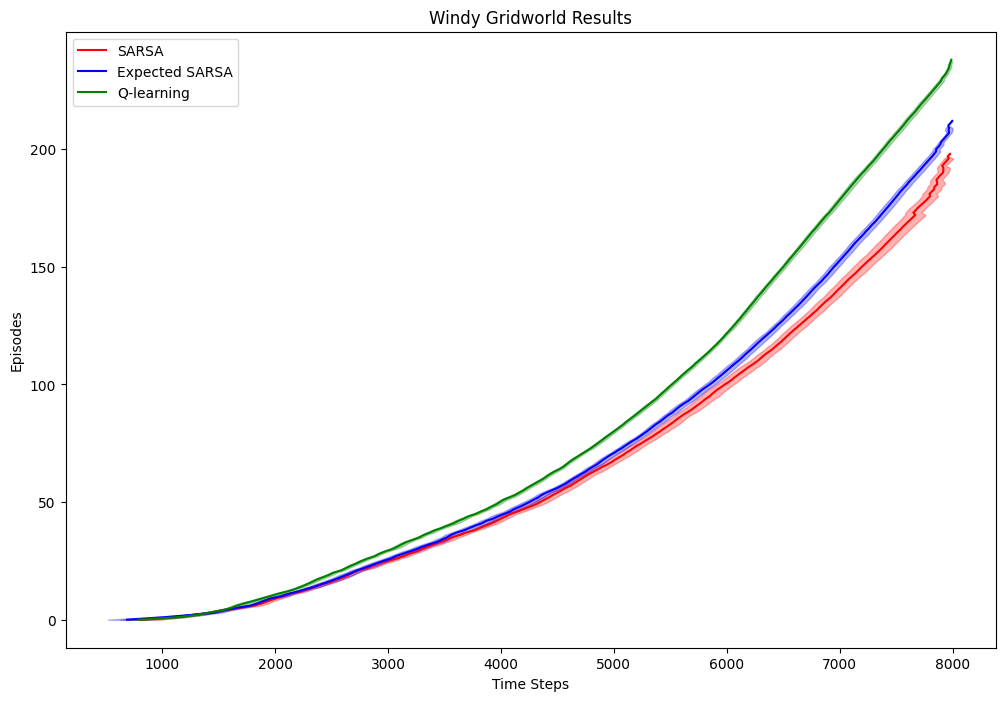 Windy Gridworld Results
SARSA
Expected SARSA
Q-learning
Episodes
200
150
100
50
0
1000 2000 3000 4000 5000 6000 7000 8000
Time Steps